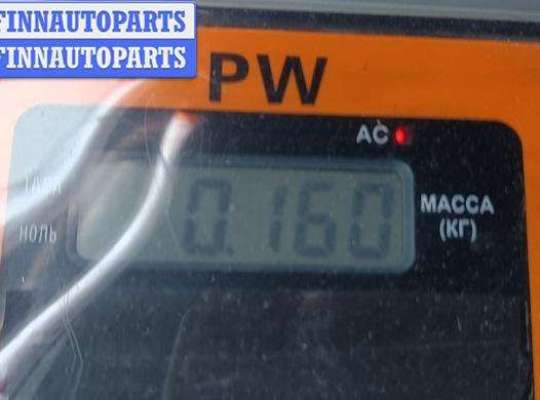 FINNAUTOPARTS
FINNAUTOPARTS
PW
AC
ТАРА
НОЛЬ
0.160
МАССА
(КГ)